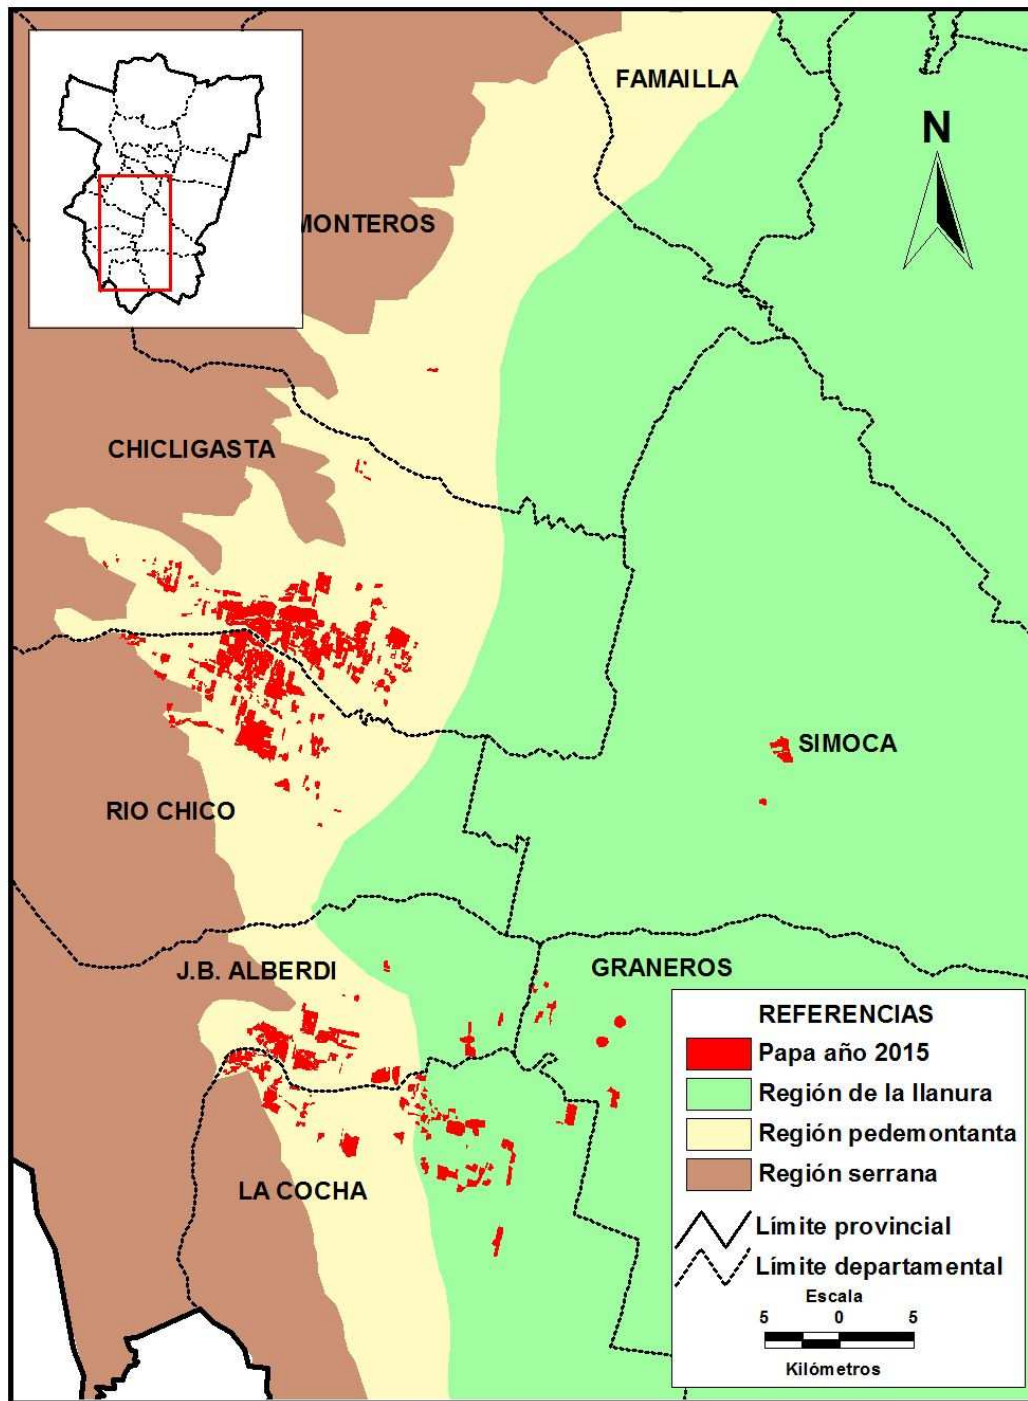 FAMAILLA
N
MONTEROS
CHICLIGASTA
SIMOCA
RIO CHICO
J.B. ALBERDI
GRANEROS
LA COCHA
REFERENCIAS
Papa año 2015
Región de la llanura
Región pedemontanta
Región serrana
Límite provincial
Límite departamental
Escala
5 0 5
Kilómetros